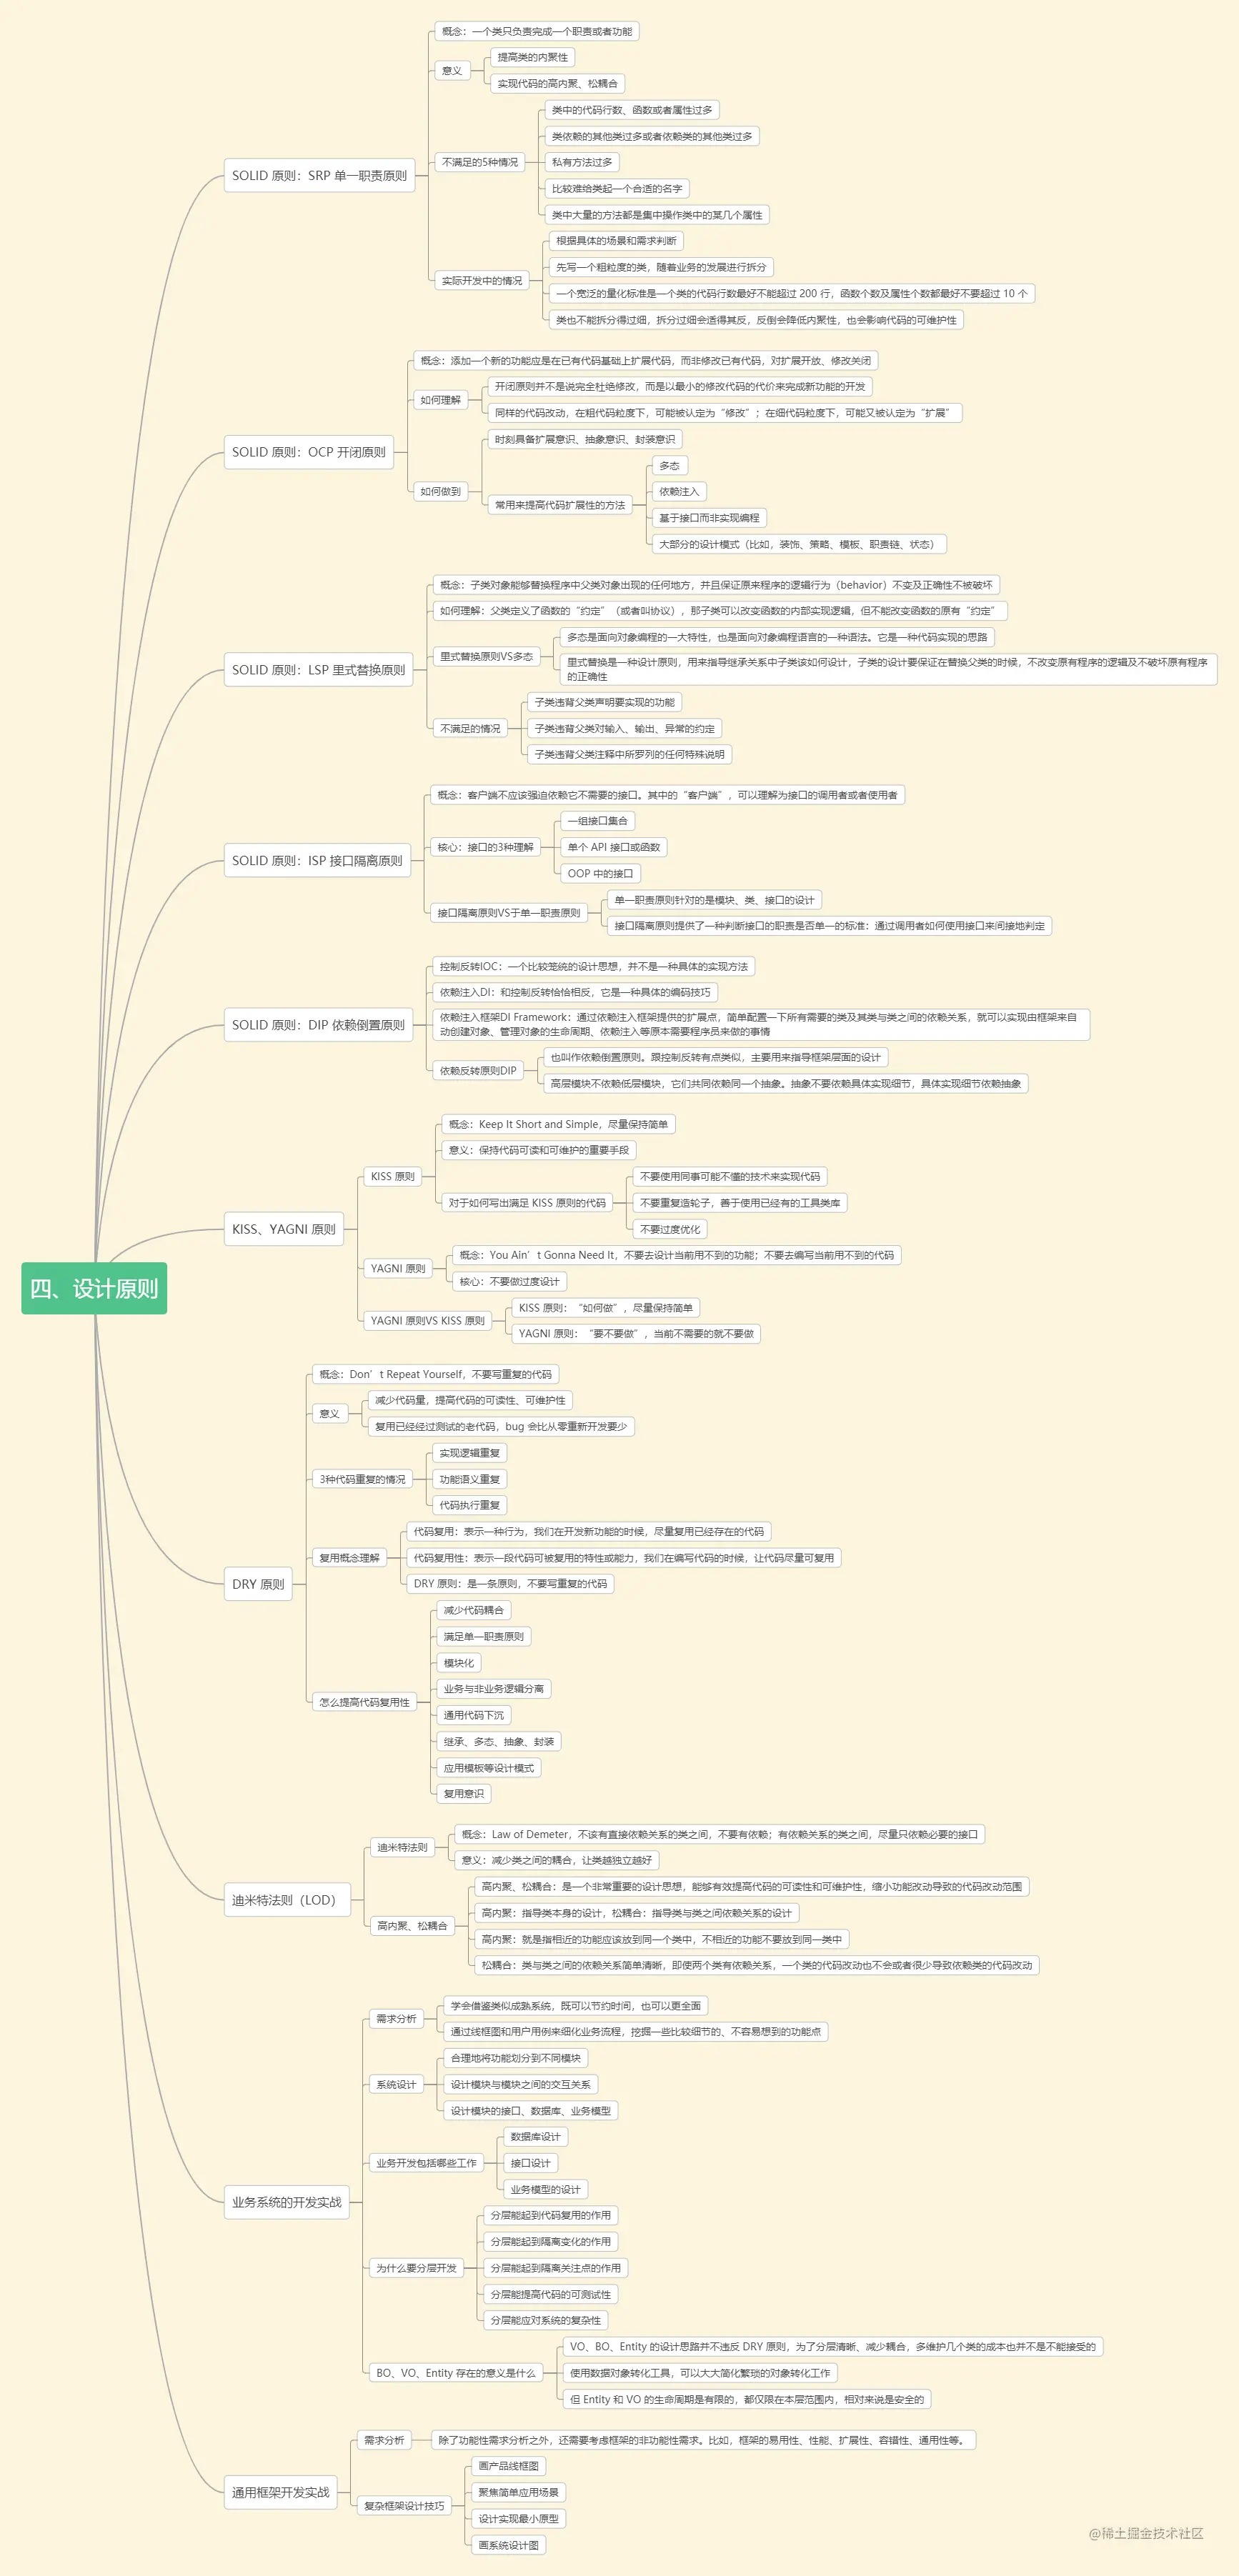 四、设计原则
SOLID 原则：SRP 单一职责原则
概念：一个类只负责完成一个职责或者功能
意义
提高类的内聚性
实现代码的高内聚、松耦合
不满足的5种情况
类中的代码行数、函数或者属性过多
类依赖的其他类过多或者依赖类的其他类过多
私有方法过多
比较难给类起一个合适的名字
类中大量的方法都是集中操作类中的某几个属性
实际开发中的情况
根据具体的场景和需求判断
先写一个粗粒度的类，随着业务的发展进行拆分
一个宽泛的量化标准是一个类的代码行数最好不能超过 200 行，函数个数及属性个数都最好不要超过 10 个
类也不能拆分得过细，拆分过细会适得其反，反倒会降低内聚性，也会影响代码的可维护性
SOLID 原则：OCP 开闭原则
概念：添加一个新的功能应是在已有代码基础上扩展代码，而非修改已有代码，对扩展开放、修改关闭
如何理解
开闭原则并不是说完全杜绝修改，而是以最小的修改代码的代价来完成新功能的开发
同样的代码改动，在粗代码粒度下，可能被认定为“修改”；在细代码粒度下，可能又被认定为“扩展”
如何做到
时刻具备扩展意识、抽象意识、封装意识
常用来提高代码扩展性的方法
多态
依赖注入
基于接口而非实现编程
大部分的设计模式（比如，装饰、策略、模板、职责链、状态）
SOLID 原则：LSP 里式替换原则
概念：子类对象能够替换程序中父类对象出现的任何地方，并且保证原来程序的逻辑行为（behavior）不变及正确性不被破坏
如何理解：父类定义了函数的“约定”（或者叫协议），那子类可以改变函数的内部实现逻辑，但不能改变函数的原有“约定”
里式替换原则VS多态
多态是面向对象编程的一大特性，也是面向对象编程语言的一种语法。它是一种代码实现的思路
里式替换是一种设计原则，用来指导继承关系中子类该如何设计，子类的设计要保证在替换父类的时候，不改变原有程序的逻辑及不破坏原有程序
的正确性
不满足的情况
子类违背父类声明要实现的功能
子类违背父类对输入、输出、异常的约定
子类违背父类注释中所罗列的任何特殊说明
SOLID 原则：ISP 接口隔离原则
概念：客户端不应该强迫依赖它不需要的接口。其中的“客户端”，可以理解为接口的调用者或者使用者
核心：接口的3种理解
一组接口集合
单个 API 接口或函数
OOP 中的接口
接口隔离原则VS于单一职责原则
单一职责原则针对的是模块、类、接口的设计
接口隔离原则提供了一种判断接口的职责是否单一的标准：通过调用者如何使用接口来间接地判定
SOLID 原则：DIP 依赖倒置原则
控制反转IOC：一个比较笼统的设计思想，并不是一种具体的实现方法
依赖注入DI：和控制反转恰恰相反，它是一种具体的编码技巧
依赖注入框架DI Framework：通过依赖注入框架提供的扩展点，简单配置一下所有需要的类及其类与类之间的依赖关系，就可以实现由框架来自
动创建对象、管理对象的生命周期、依赖注入等原本需要程序员来做的事情
依赖反转原则DIP
也叫作依赖倒置原则。跟控制反转有点类似，主要用来指导框架层面的设计
高层模块不依赖低层模块，它们共同依赖同一个抽象。抽象不要依赖具体实现细节，具体实现细节依赖抽象
KISS、YAGNI 原则
KISS 原则
概念：Keep It Short and Simple，尽量保持简单
意义：保持代码可读和可维护的重要手段
对于如何写出满足 KISS 原则的代码
不要使用同事可能不懂的技术来实现代码
不要重复造轮子，善于使用已经有的工具类库
不要过度优化
YAGNI 原则
概念：You Ain’t Gonna Need It，不要去设计当前用不到的功能；不要去编写当前用不到的代码
核心：不要做过度设计
YAGNI 原则VS KISS 原则
KISS 原则：“如何做”，尽量保持简单
YAGNI 原则：“要不要做”，当前不需要的就不要做
DRY 原则
概念：Don’t Repeat Yourself，不要写重复的代码
意义
减少代码量，提高代码的可读性、可维护性
复用已经经过测试的老代码，bug 会比从零重新开发要少
3种代码重复的情况
实现逻辑重复
功能语义重复
代码执行重复
复用概念理解
代码复用：表示一种行为，我们在开发新功能的时候，尽量复用已经存在的代码
代码复用性：表示一段代码可被复用的特性或能力，我们在编写代码的时候，让代码尽量可复用
DRY 原则：是一条原则，不要写重复的代码
怎么提高代码复用性
减少代码耦合
满足单一职责原则
模块化
业务与非业务逻辑分离
通用代码下沉
继承、多态、抽象、封装
应用模板等设计模式
复用意识
迪米特法则（LOD）
迪米特法则
概念：Law of Demeter，不该有直接依赖关系的类之间，不要有依赖；有依赖关系的类之间，尽量只依赖必要的接口
意义：减少类之间的耦合，让类越独立越好
高内聚、松耦合
高内聚、松耦合：是一个非常重要的设计思想，能够有效提高代码的可读性和可维护性，缩小功能改动导致的代码改动范围
高内聚：指导类本身的设计，松耦合：指导类与类之间依赖关系的设计
高内聚：就是指相近的功能应该放到同一个类中，不相近的功能不要放到同一类中
松耦合：类与类之间的依赖关系简单清晰，即使两个类有依赖关系，一个类的代码改动也不会或者很少导致依赖类的代码改动
业务系统的开发实战
需求分析
学会借鉴类似成熟系统，既可以节约时间，也可以更全面
通过线框图和用户用例来细化业务流程，挖掘一些比较细节的、不容易想到的功能点
系统设计
合理地将功能划分到不同模块
设计模块与模块之间的交互关系
设计模块的接口、数据库、业务模型
业务开发包括哪些工作
数据库设计
接口设计
业务模型的设计
为什么要分层开发
分层能起到代码复用的作用
分层能起到隔离变化的作用
分层能起到隔离关注点的作用
分层能提高代码的可测试性
分层能应对系统的复杂性
BO、VO、Entity 存在的意义是什么
VO、BO、Entity 的设计思路并不违反 DRY 原则，为了分层清晰、减少耦合，多维护几个类的成本也并不是不能接受的
使用数据对象转化工具，可以大大简化繁琐的对象转化工作
但 Entity 和 VO 的生命周期是有限的，都仅限在本层范围内，相对来说是安全的
通用框架开发实战
需求分析
除了功能性需求分析之外，还需要考虑框架的非功能性需求。比如，框架的易用性、性能、扩展性、容错性、通用性等。
复杂框架设计技巧
画产品线框图
聚焦简单应用场景
设计实现最小原型
画系统设计图
@稀土掘金技术社区